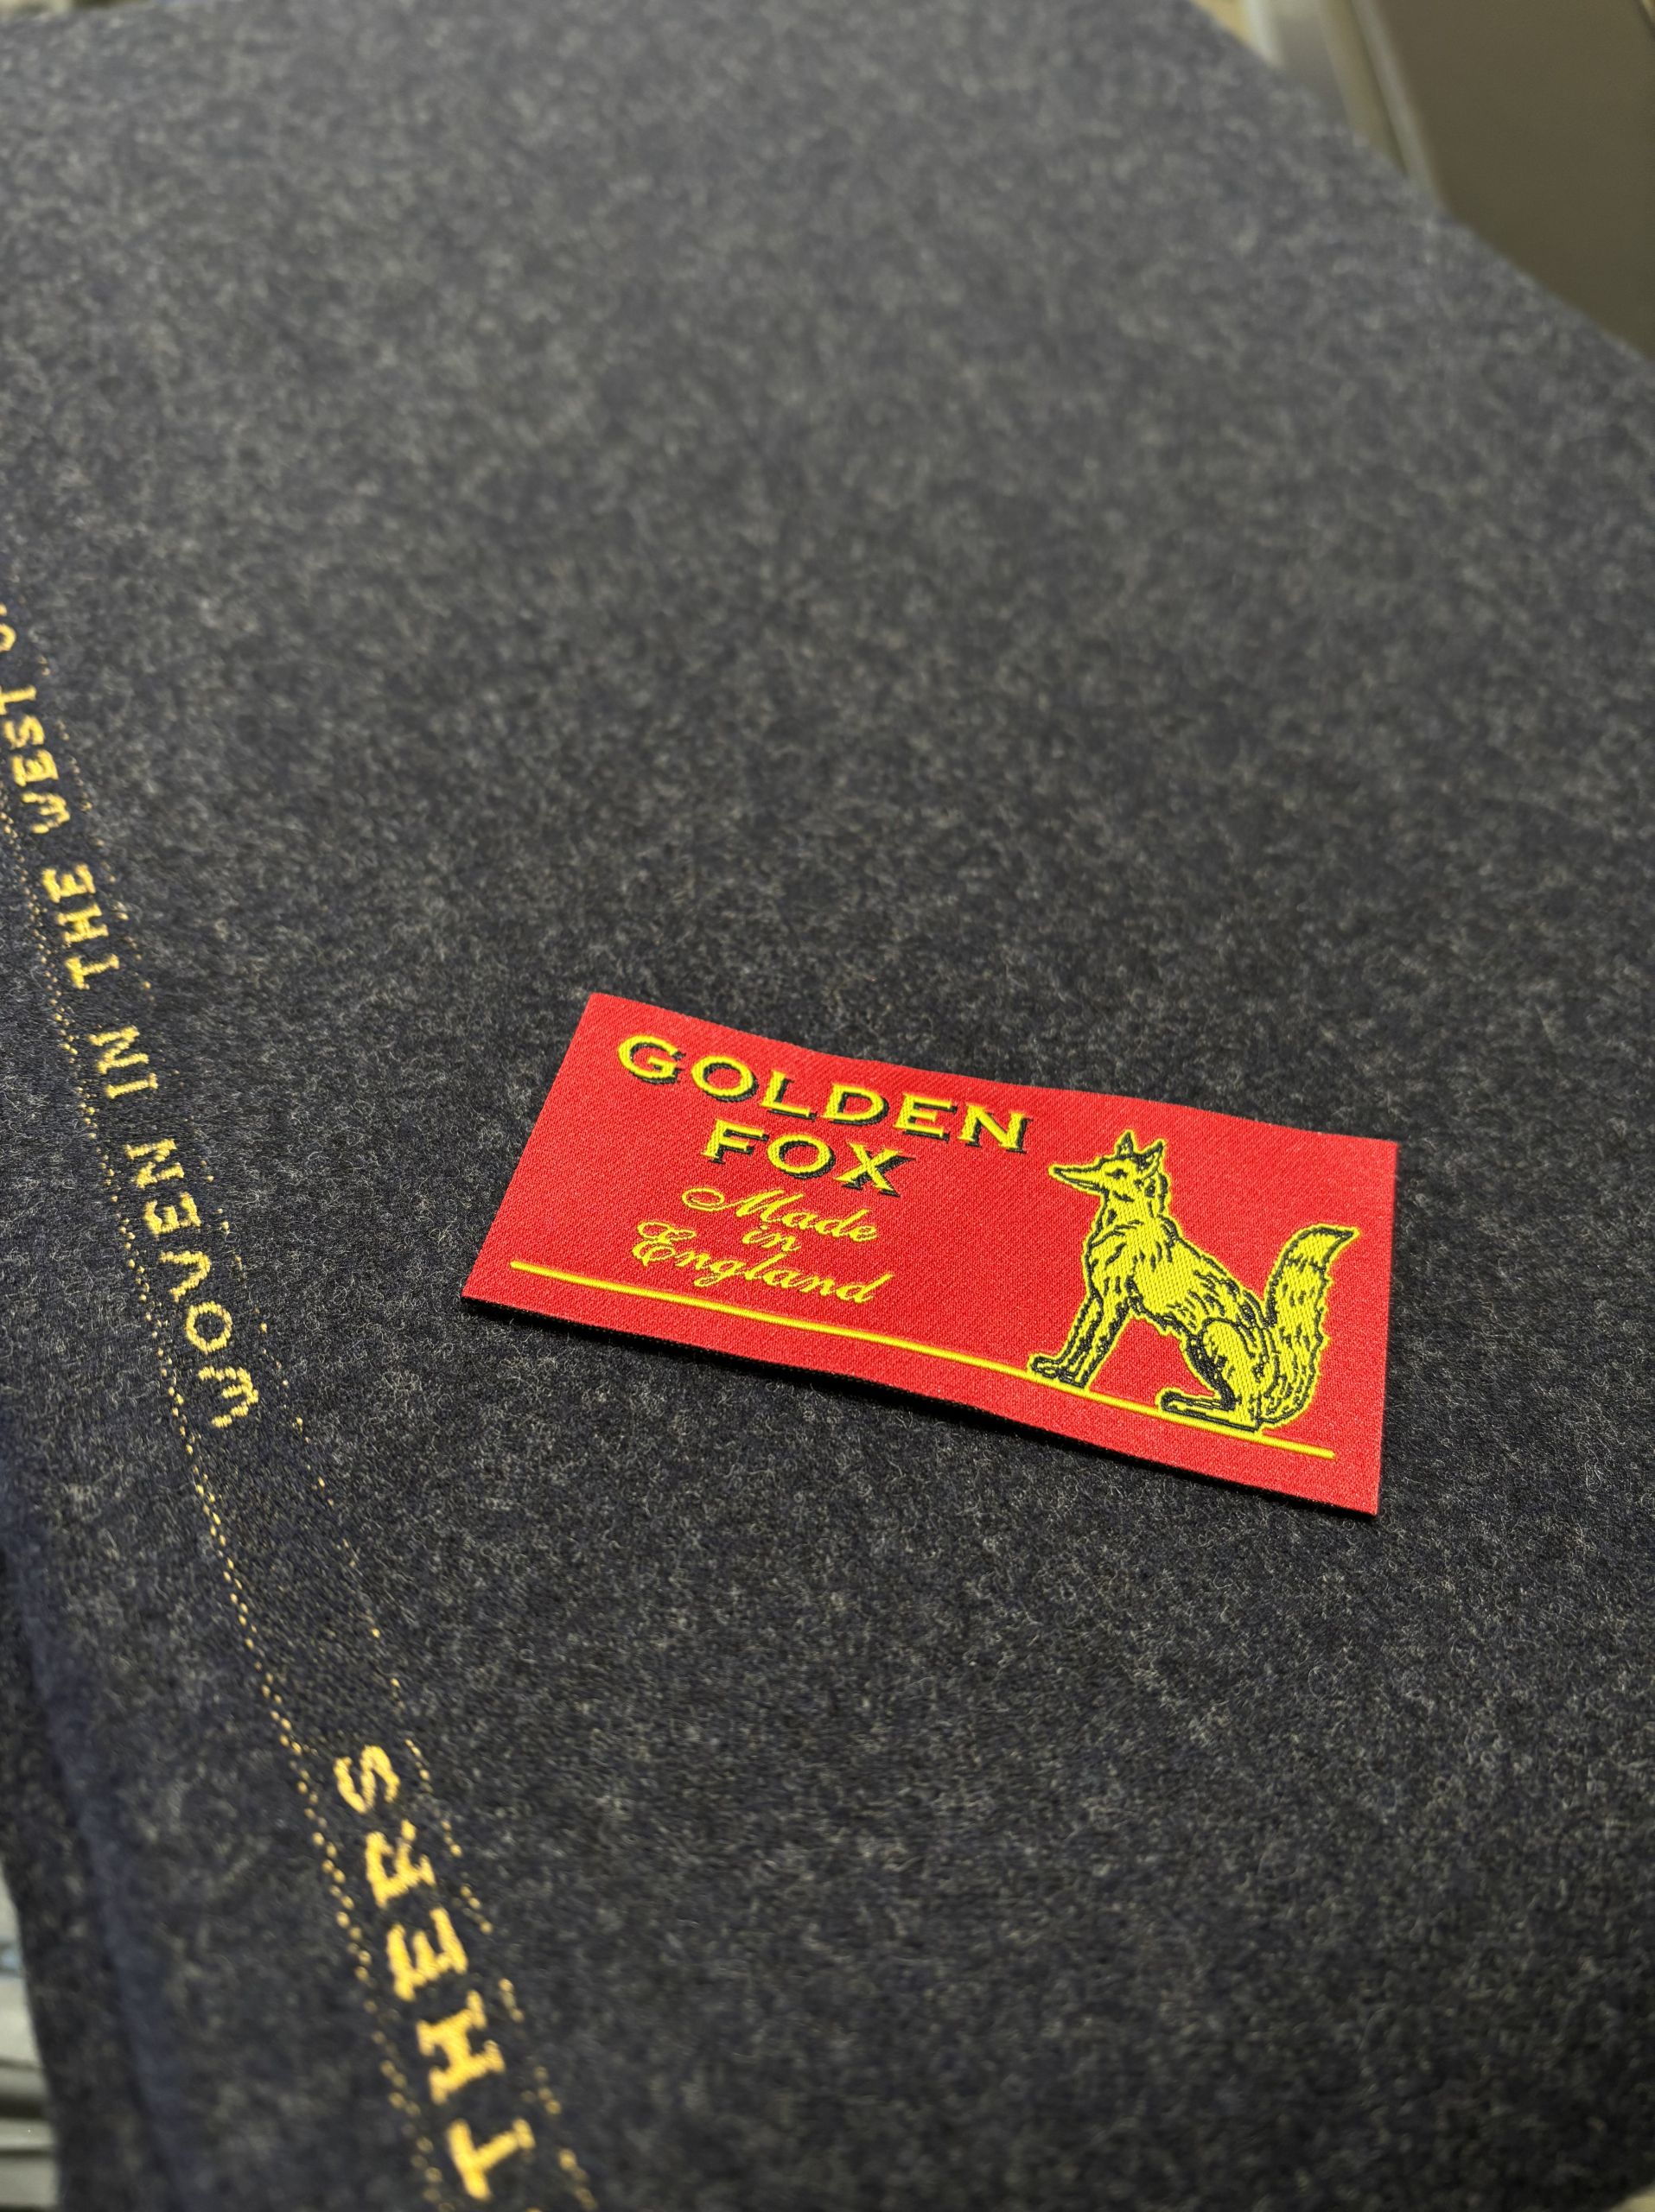 GOLDEN
FOX
Made
in
England
THERS
WOVEN IN THE WEST